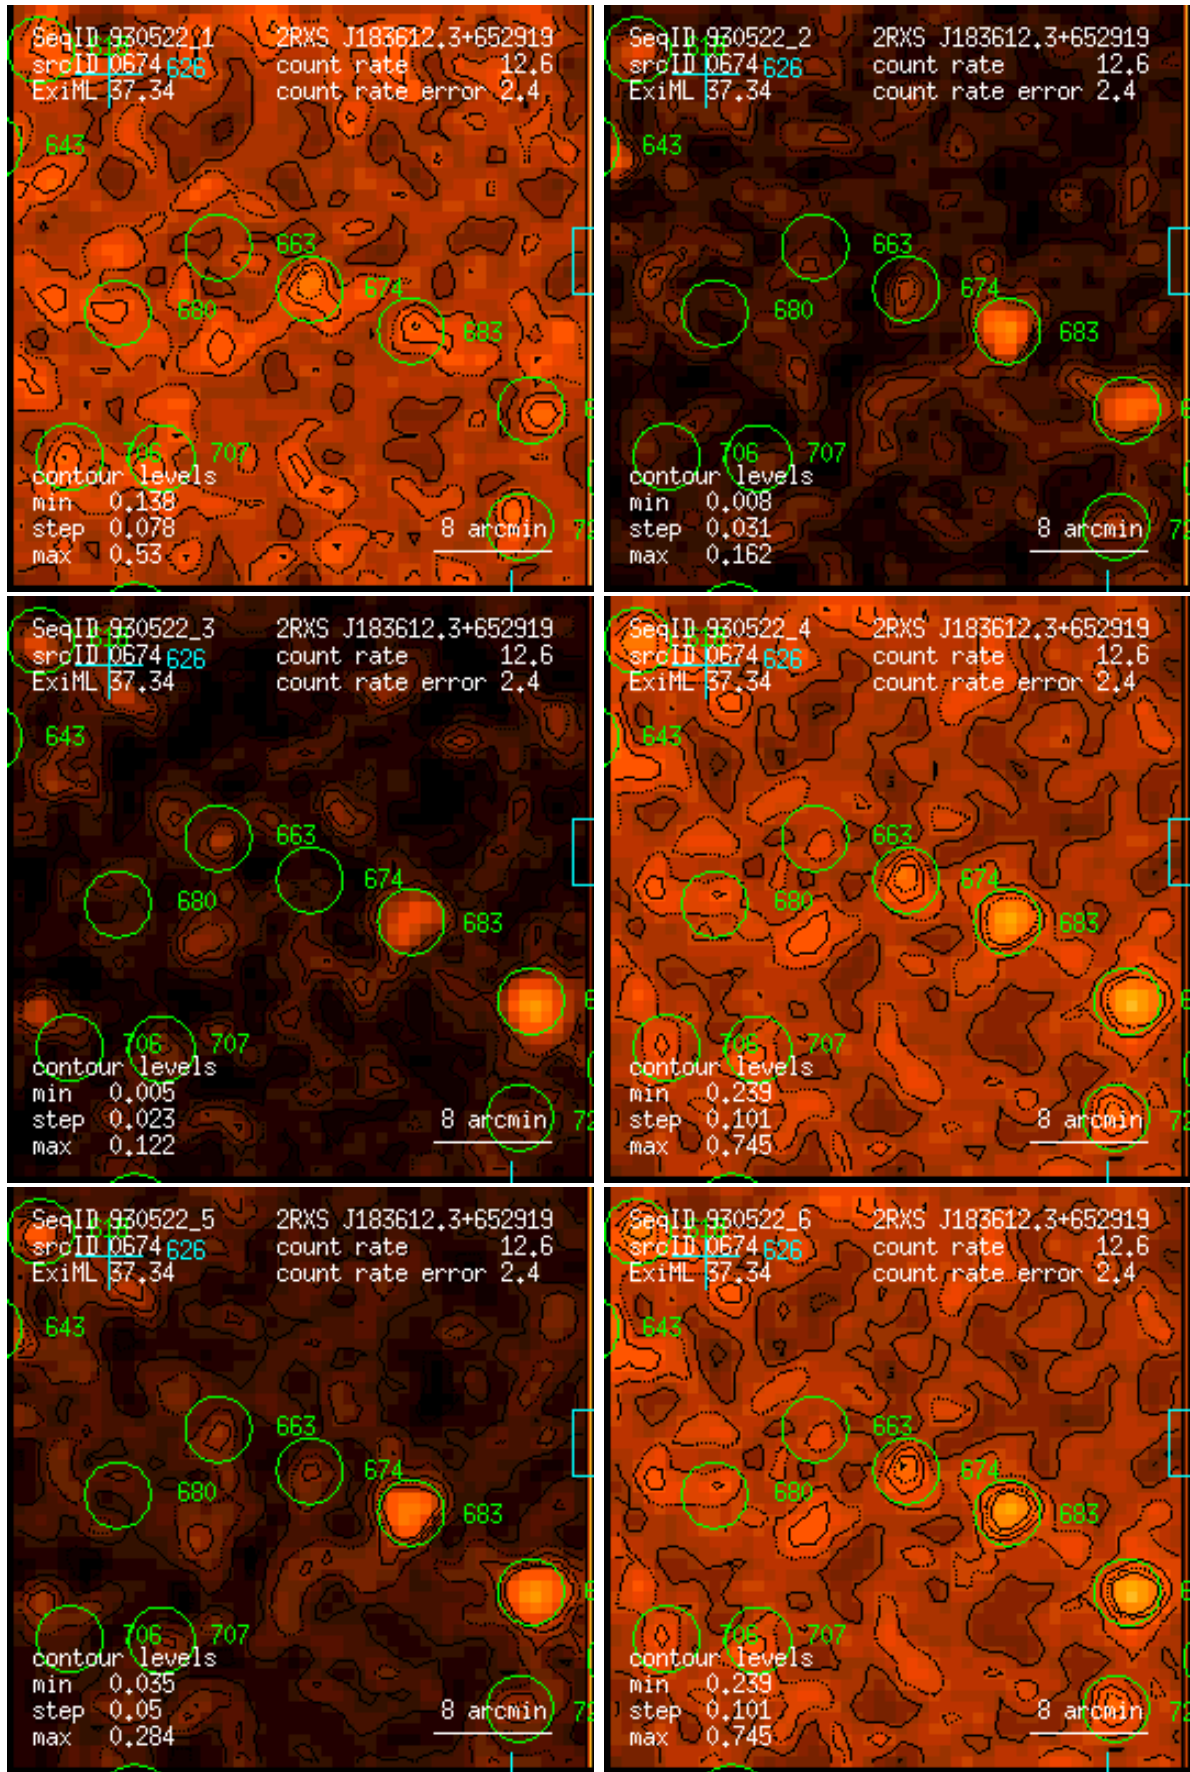 SeqID 930522_1 2RXS J183612.3+652919
srcID 0674 626 count rate 12.6
ExiML 37.34 count rate error 2.4
643
663
674
680
683
706 707
contour levels
min 0.138
step 0.078 8 arcmin
max 0.53
SeqID 930522_2 2RXS J183612.3+652919
srcID 0674 626 count rate 12.6
ExiML 37.34 count rate error 2.4
643
663
674
680
683
706 707
contour levels
min 0.008
step 0.031 8 arcmin
max 0.162
SeqID 930522_3 2RXS J183612.3+652919
srcID 0674 626 count rate 12.6
ExiML 37.34 count rate error 2.4
643
663
674
680
683
706 707
contour levels
min 0.005
step 0.023 8 arcmin
max 0.122
SeqID 930522_4 2RXS J183612.3+652919
srcID 0674 626 count rate 12.6
ExiML 37.34 count rate error 2.4
643
663
674
680
683
706 707
contour levels
min 0.239
step 0.101 8 arcmin
max 0.745
SeqID 930522_5 2RXS J183612.3+652919
srcID 0674 626 count rate 12.6
ExiML 37.34 count rate error 2.4
643
663
674
680
683
706 707
contour levels
min 0.035
step 0.05 8 arcmin
max 0.284
SeqID 930522_6 2RXS J183612.3+652919
srcID 0674 626 count rate 12.6
ExiML 37.34 count rate error 2.4
643
663
674
680
683
706 707
contour levels
min 0.239
step 0.101 8 arcmin
max 0.745